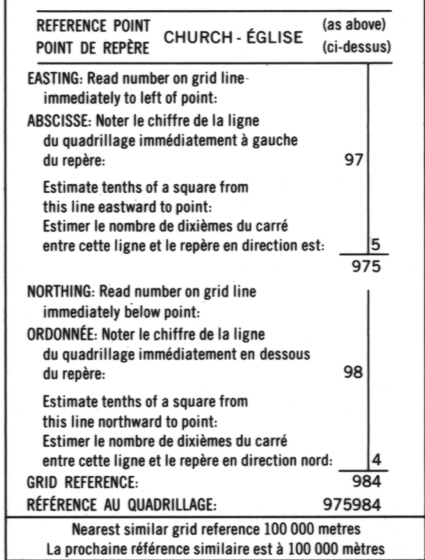 REFERENCE POINT CHURCH - ÉGLISE (as above)
POINT DE REPÈRE (ci-dessus)
EASTING: Read number on grid line
immediately to left of point:
ABSCISSE: Noter le chiffre de la ligne
du quadrillage immédiatement à gauche
du repère: 97
Estimate tenths of a square from
this line eastward to point:
Estimer le nombre de dixièmes du carré
entre cette ligne et le repère en direction est: 5
975
NORTHING: Read number on grid line
immediately below point:
ORDONNÉE: Noter le chiffre de la ligne
du quadrillage immédiatement en dessous
du repère: 98
Estimate tenths of a square from
this line northward to point:
Estimer le nombre de dixièmes du carré
entre cette ligne et le repère en direction nord: 4
GRID REFERENCE: 984
RÉFÉRENCE AU QUADRILLAGE: 975984
Nearest similar grid reference 100 000 metres
La prochaine référence similaire est à 100 000 mètres